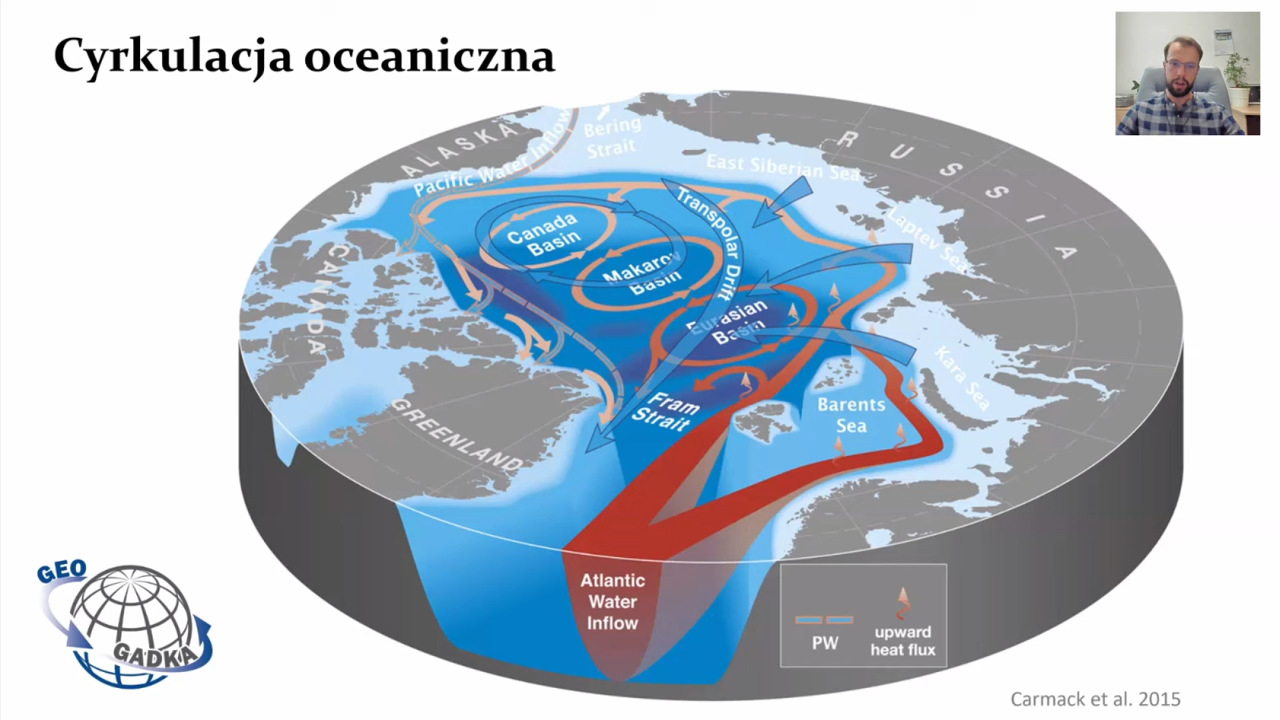 Cyrkulacja oceaniczna
ALASKA
Pacific Water Inflow
Bering
Strait
RUSSIA
East Siberian Sea
Laptev Sea
Kara Sea
Transpolar Drift
Canada
Basin
Makarov
Basin
Eurasian
Basin
CANADA
Fram
Strait
Barents
Sea
GREENLAND
Atlantic
Water
Inflow
PW
upward
heat flux
GEO
GADKA
Carmack et al. 2015